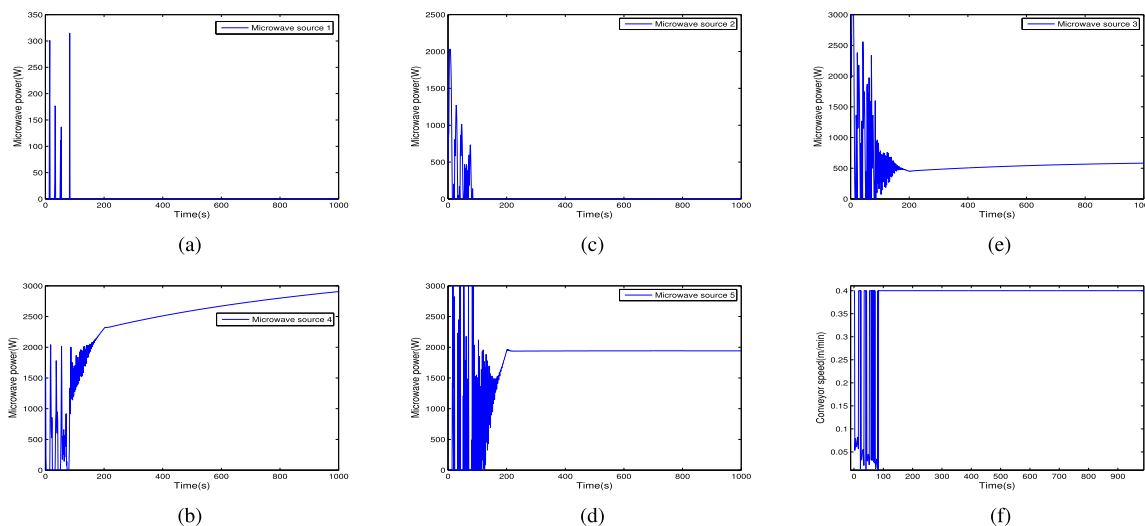 350
300
250
200
150
100
50
0
Microwave power(W)
Microwave source 1
0 200 400 600 800 1000
Time(s)
(a)
2500
2000
1500
1000
500
0
Microwave power(W)
Microwave source 2
0 200 400 600 800 1000
Time(s)
(c)
3000
2500
2000
1500
1000
500
0
Microwave power(W)
Microwave source 3
0 200 400 600 800 1000
Time(s)
(e)
3000
2500
2000
1500
1000
500
0
Microwave power(W)
Microwave source 4
0 200 400 600 800 1000
Time(s)
(b)
3000
2500
2000
1500
1000
500
0
Microwave power(W)
Microwave source 5
0 200 400 600 800 1000
Time(s)
(d)
0.4
0.35
0.3
0.25
0.2
0.15
0.1
0.05
Conveyor speed(m/min)
Conveyor speed
100 200 300 400 500 600 700 800 900
Time(s)
(f)